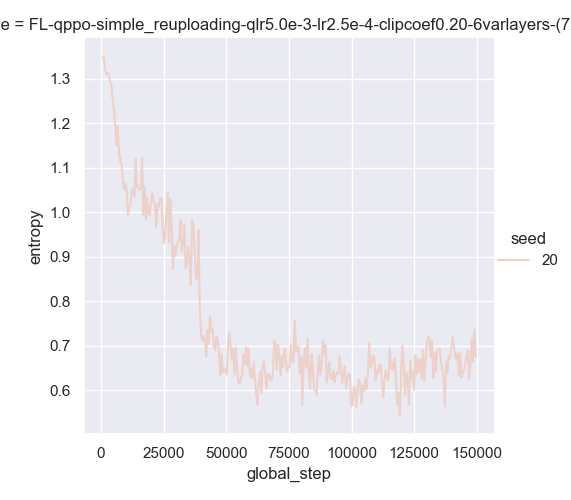 e = FL-qppo-simple_reuploading-qlr5.0e-3-lr2.5e-4-clipcoef0.20-6varlayers-(7
1.3
1.2
1.1
1.0
0.9
0.8
0.7
0.6
entropy
0 25000 50000 75000 100000 125000 150000
global_step
seed
20